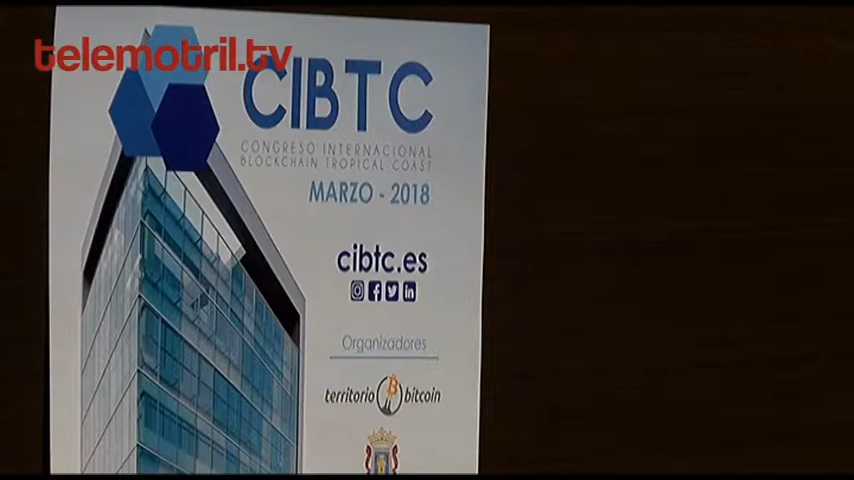 telemotril.tv
CIBTC
CONGRESO INTERNACIONAL
BLOCKCHAIN TROPICAL COAST
MARZO - 2018
cibtc.es
Organizadores
territorio bitcoin